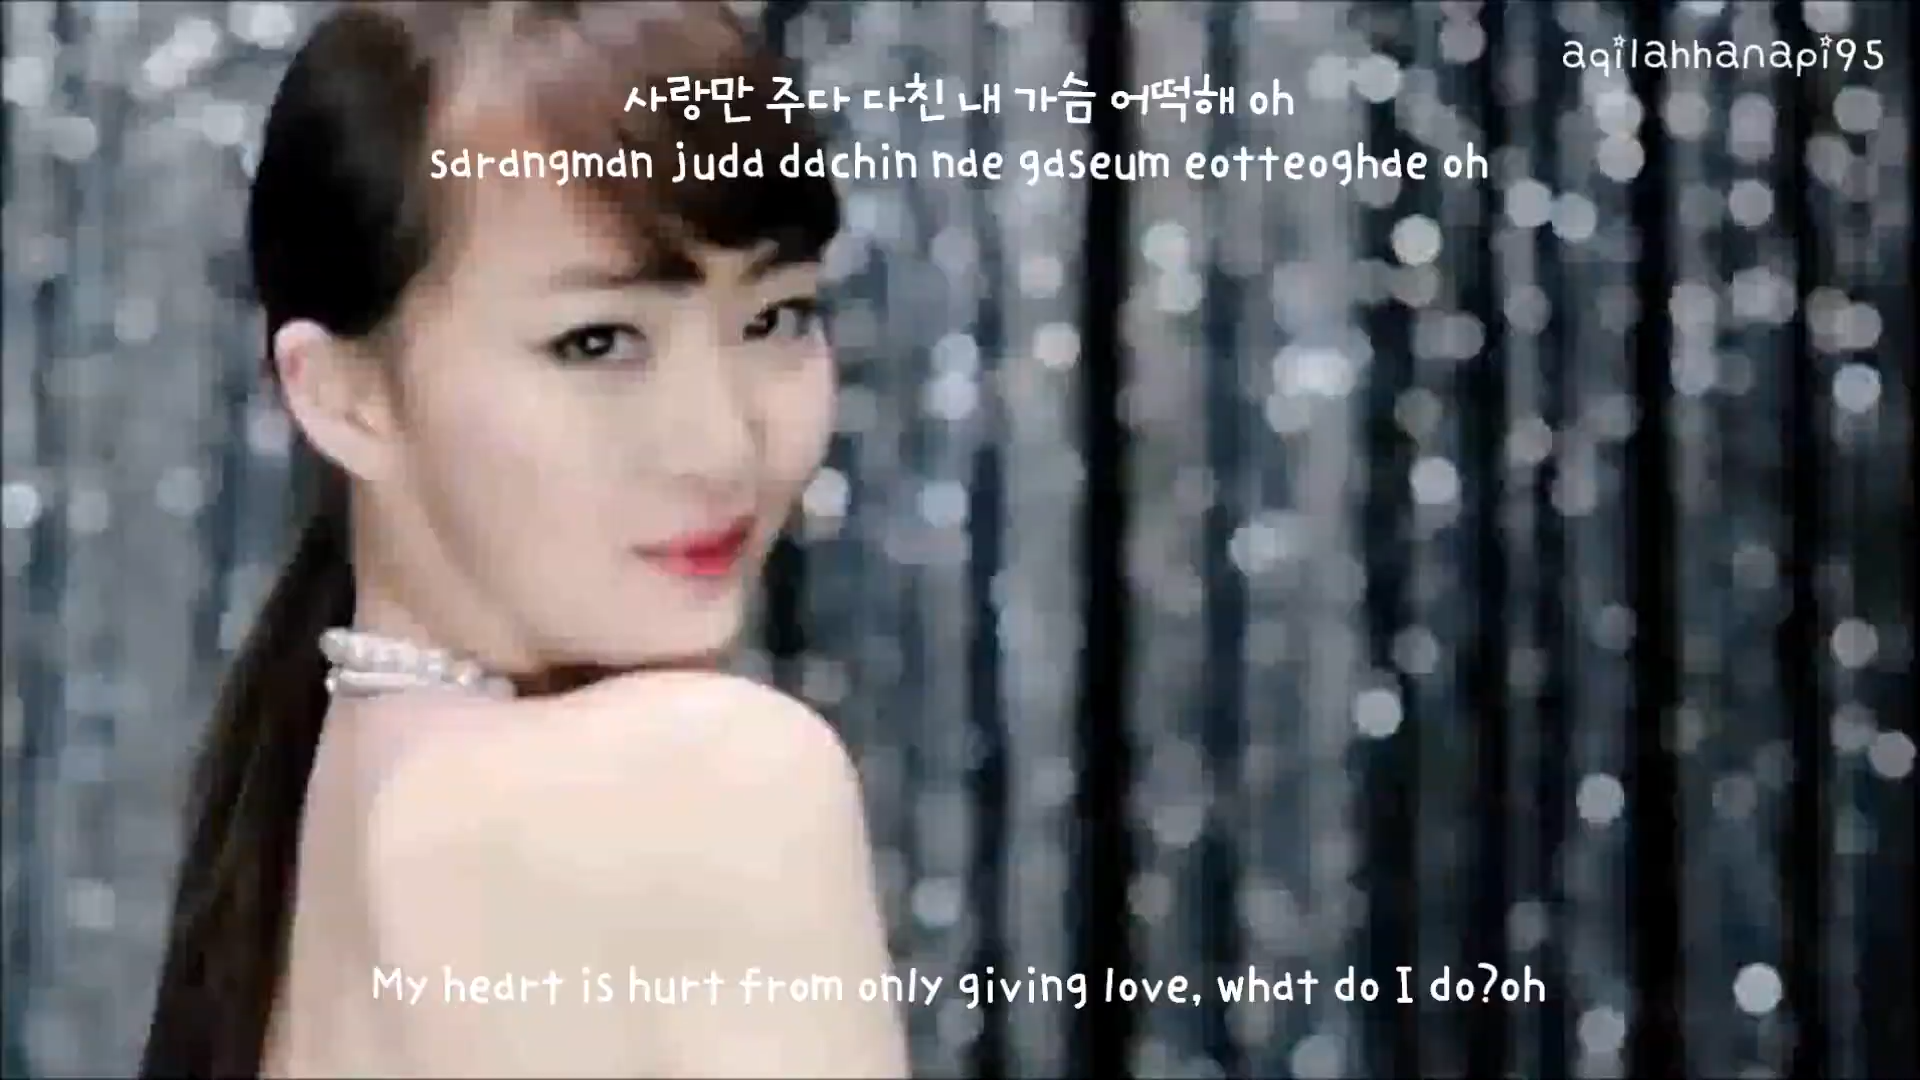 aqilahhanapi95
사랑만 주다 다친 내 가슴 어떡해 oh
sarangman juda dachin nae gaseum eotteoghae oh
My heart is hurt from only giving love, what do I do?oh